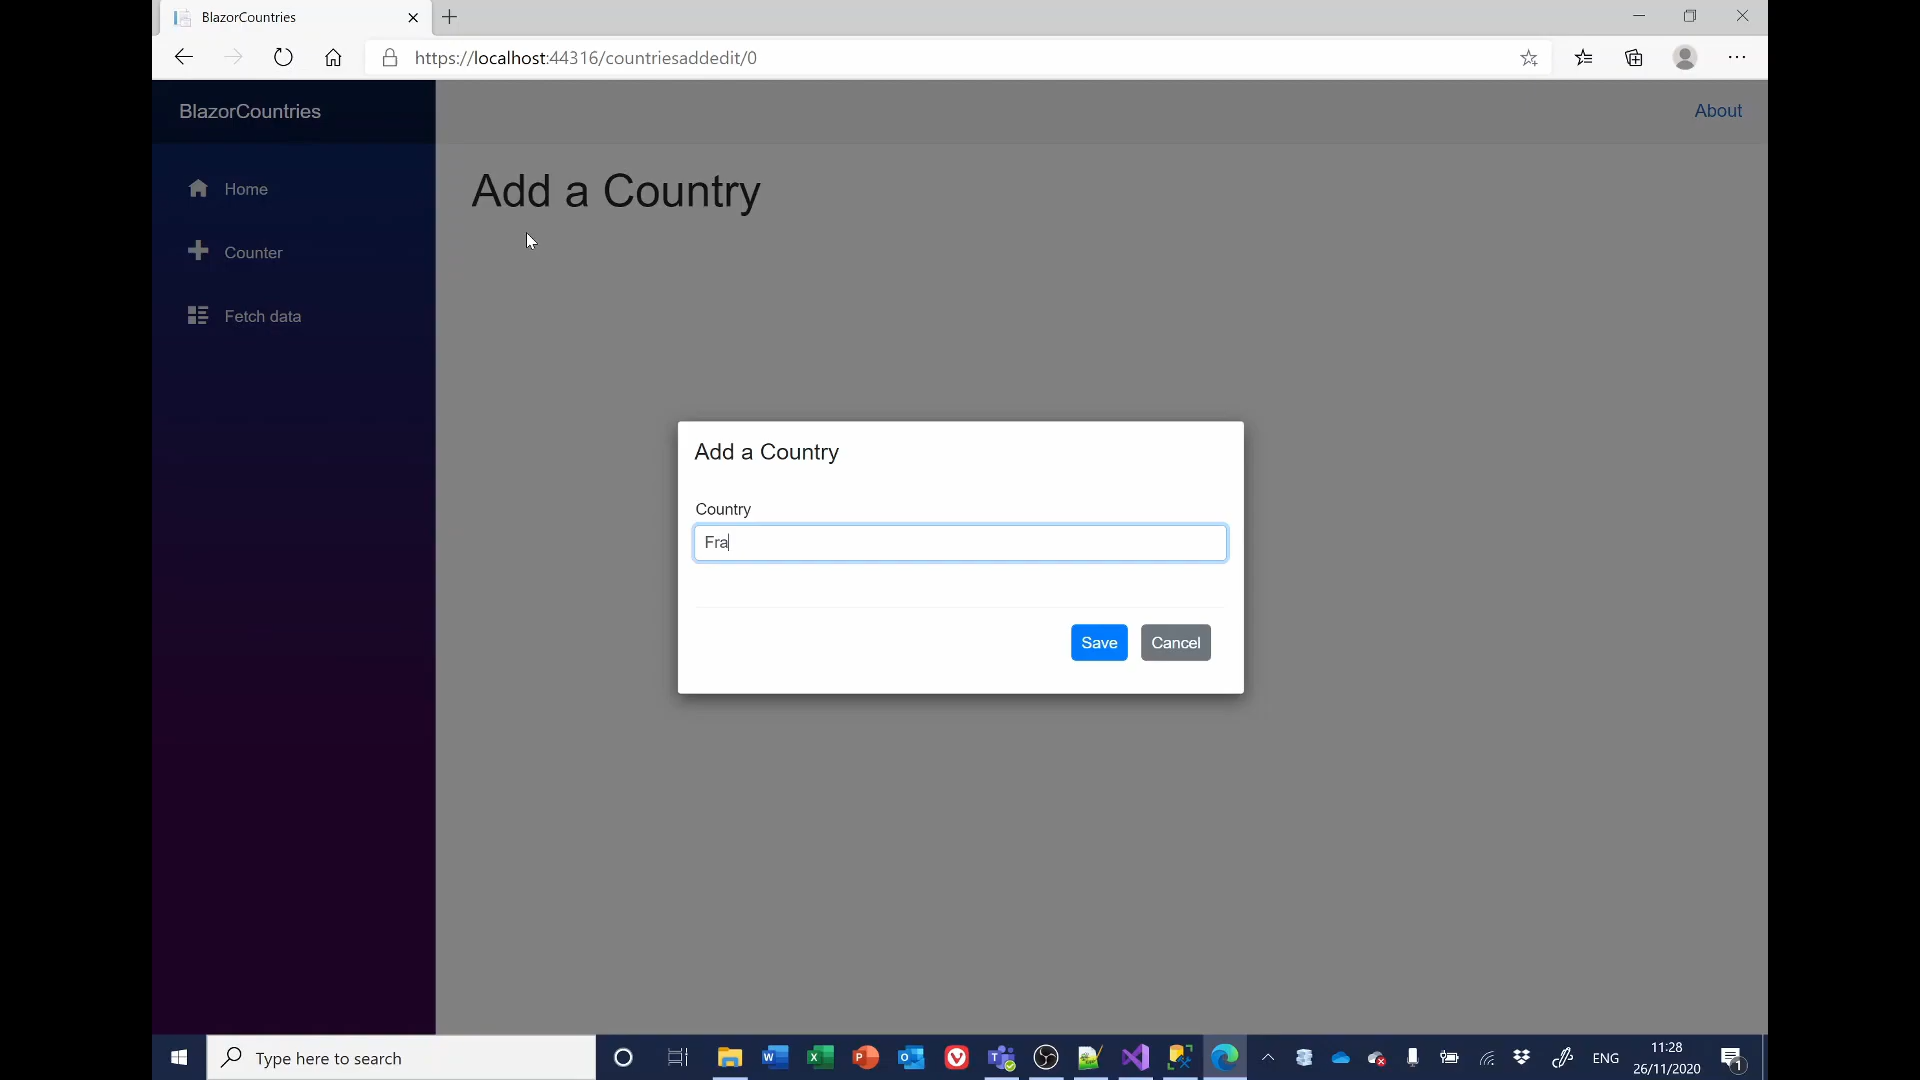 BlazorCountries
https://localhost:44316/countriesaddedit/0
BlazorCountries
About
Home
Counter
Fetch data
Add a Country
Add a Country
Country
Fra
Save
Cancel
Type here to search
ENG
11:28
26/11/2020
1